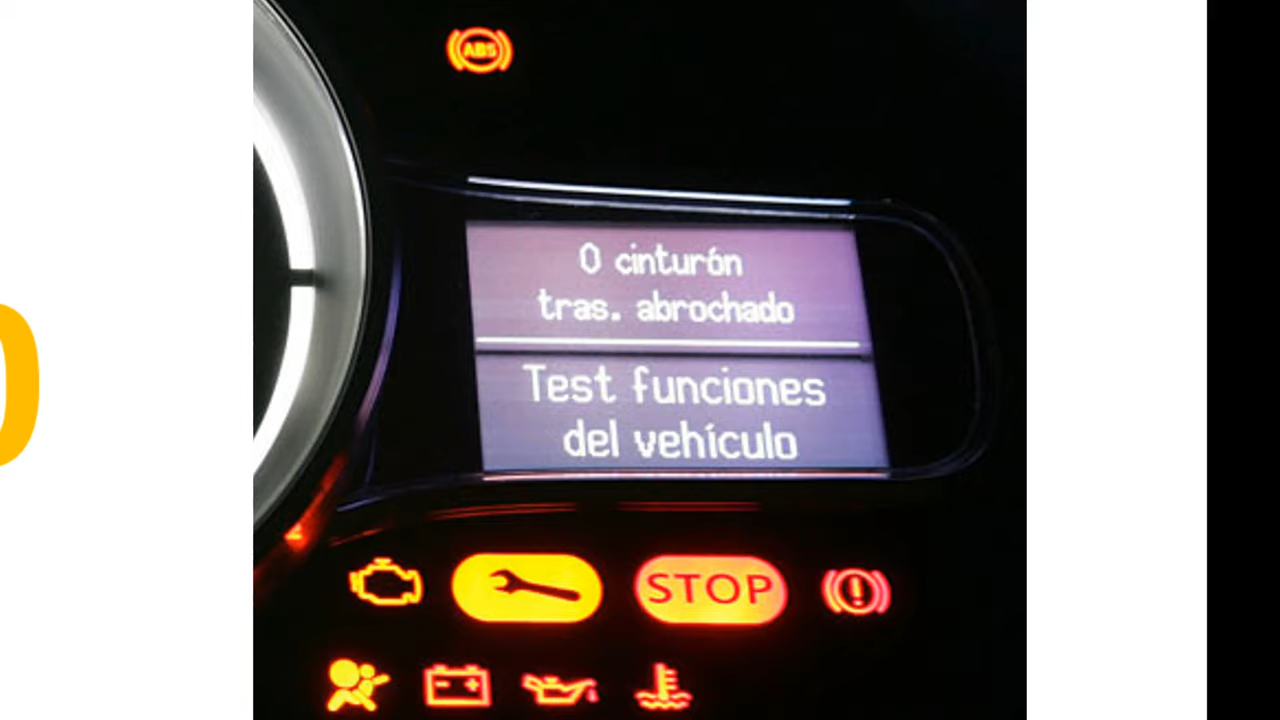 ABS
0 cinturón
tras. abrochado
Test funciones
del vehículo
STOP